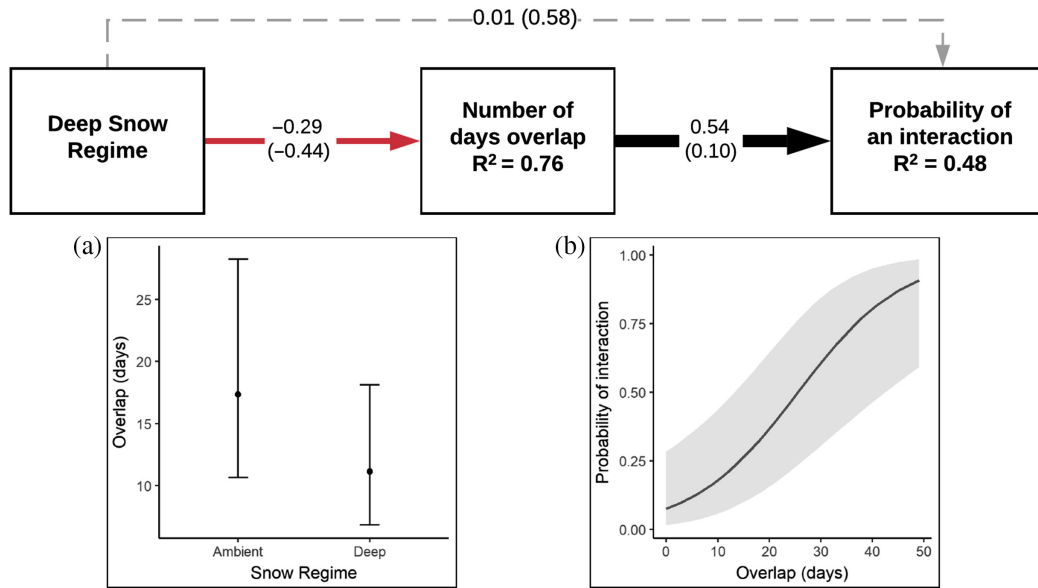 0.01 (0.58)
Deep Snow
Regime
−0.29
(−0.44)
Number of
days overlap
R² = 0.76
0.54
(0.10)
Probability of
an interaction
R² = 0.48
(a)
Overlap (days)
25
20
15
10
Ambient
Deep
Snow Regime
(b)
Probability of interaction
1.00
0.75
0.50
0.25
0.00
0
10
20
30
40
50
Overlap (days)